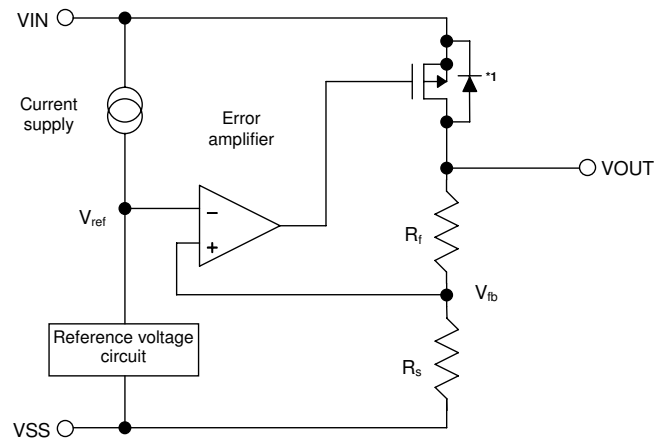 VIN
*1
Current
supply
Error
amplifier
VOUT
Vref
−
+
Rf
Vfb
Reference voltage
circuit
Rs
VSS